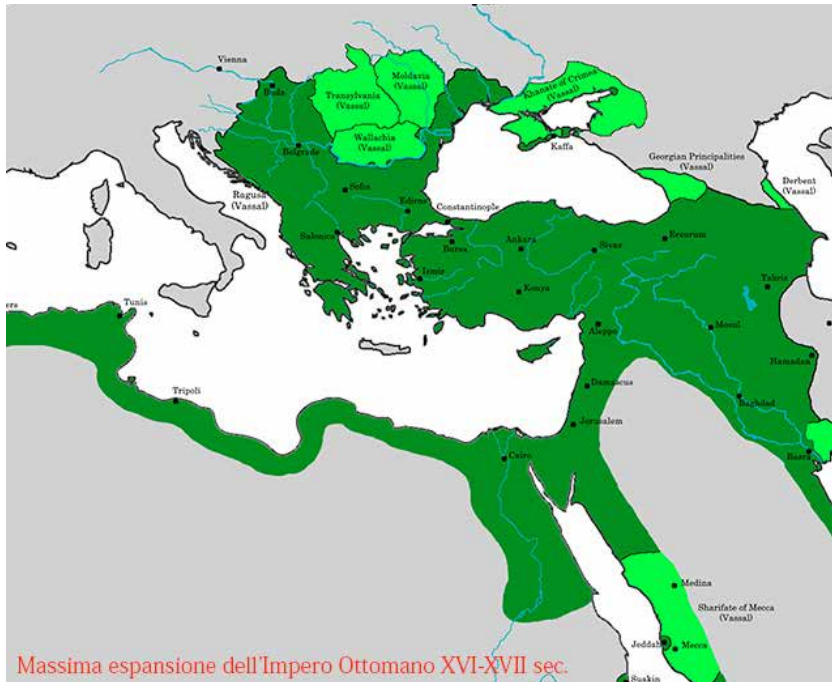 Vienna
Buda
Transylvania
(Vassal)
Moldavia
(Vassal)
Khanate of Crimea
(Vassal)
Wallachia
(Vassal)
Belgrade
Kaffa
Georgian Principalities
(Vassal)
Derbent
(Vassal)
Ragusa
(Vassal)
Sofia
Edirne
Constantinople
Salonica
Bursa
Ankara
Sivas
Erzurum
Izmir
Konya
Tabriz
ers
Tunis
Aleppo
Mosul
Hamadan
Tripoli
Damascus
Baghdad
Jerusalem
Cairo
Basra
Medina
Sharifate of Mecca
(Vassal)
Jeddah
Mecca
Suakin
Massima espansione dell'Impero Ottomano XVI-XVII sec.